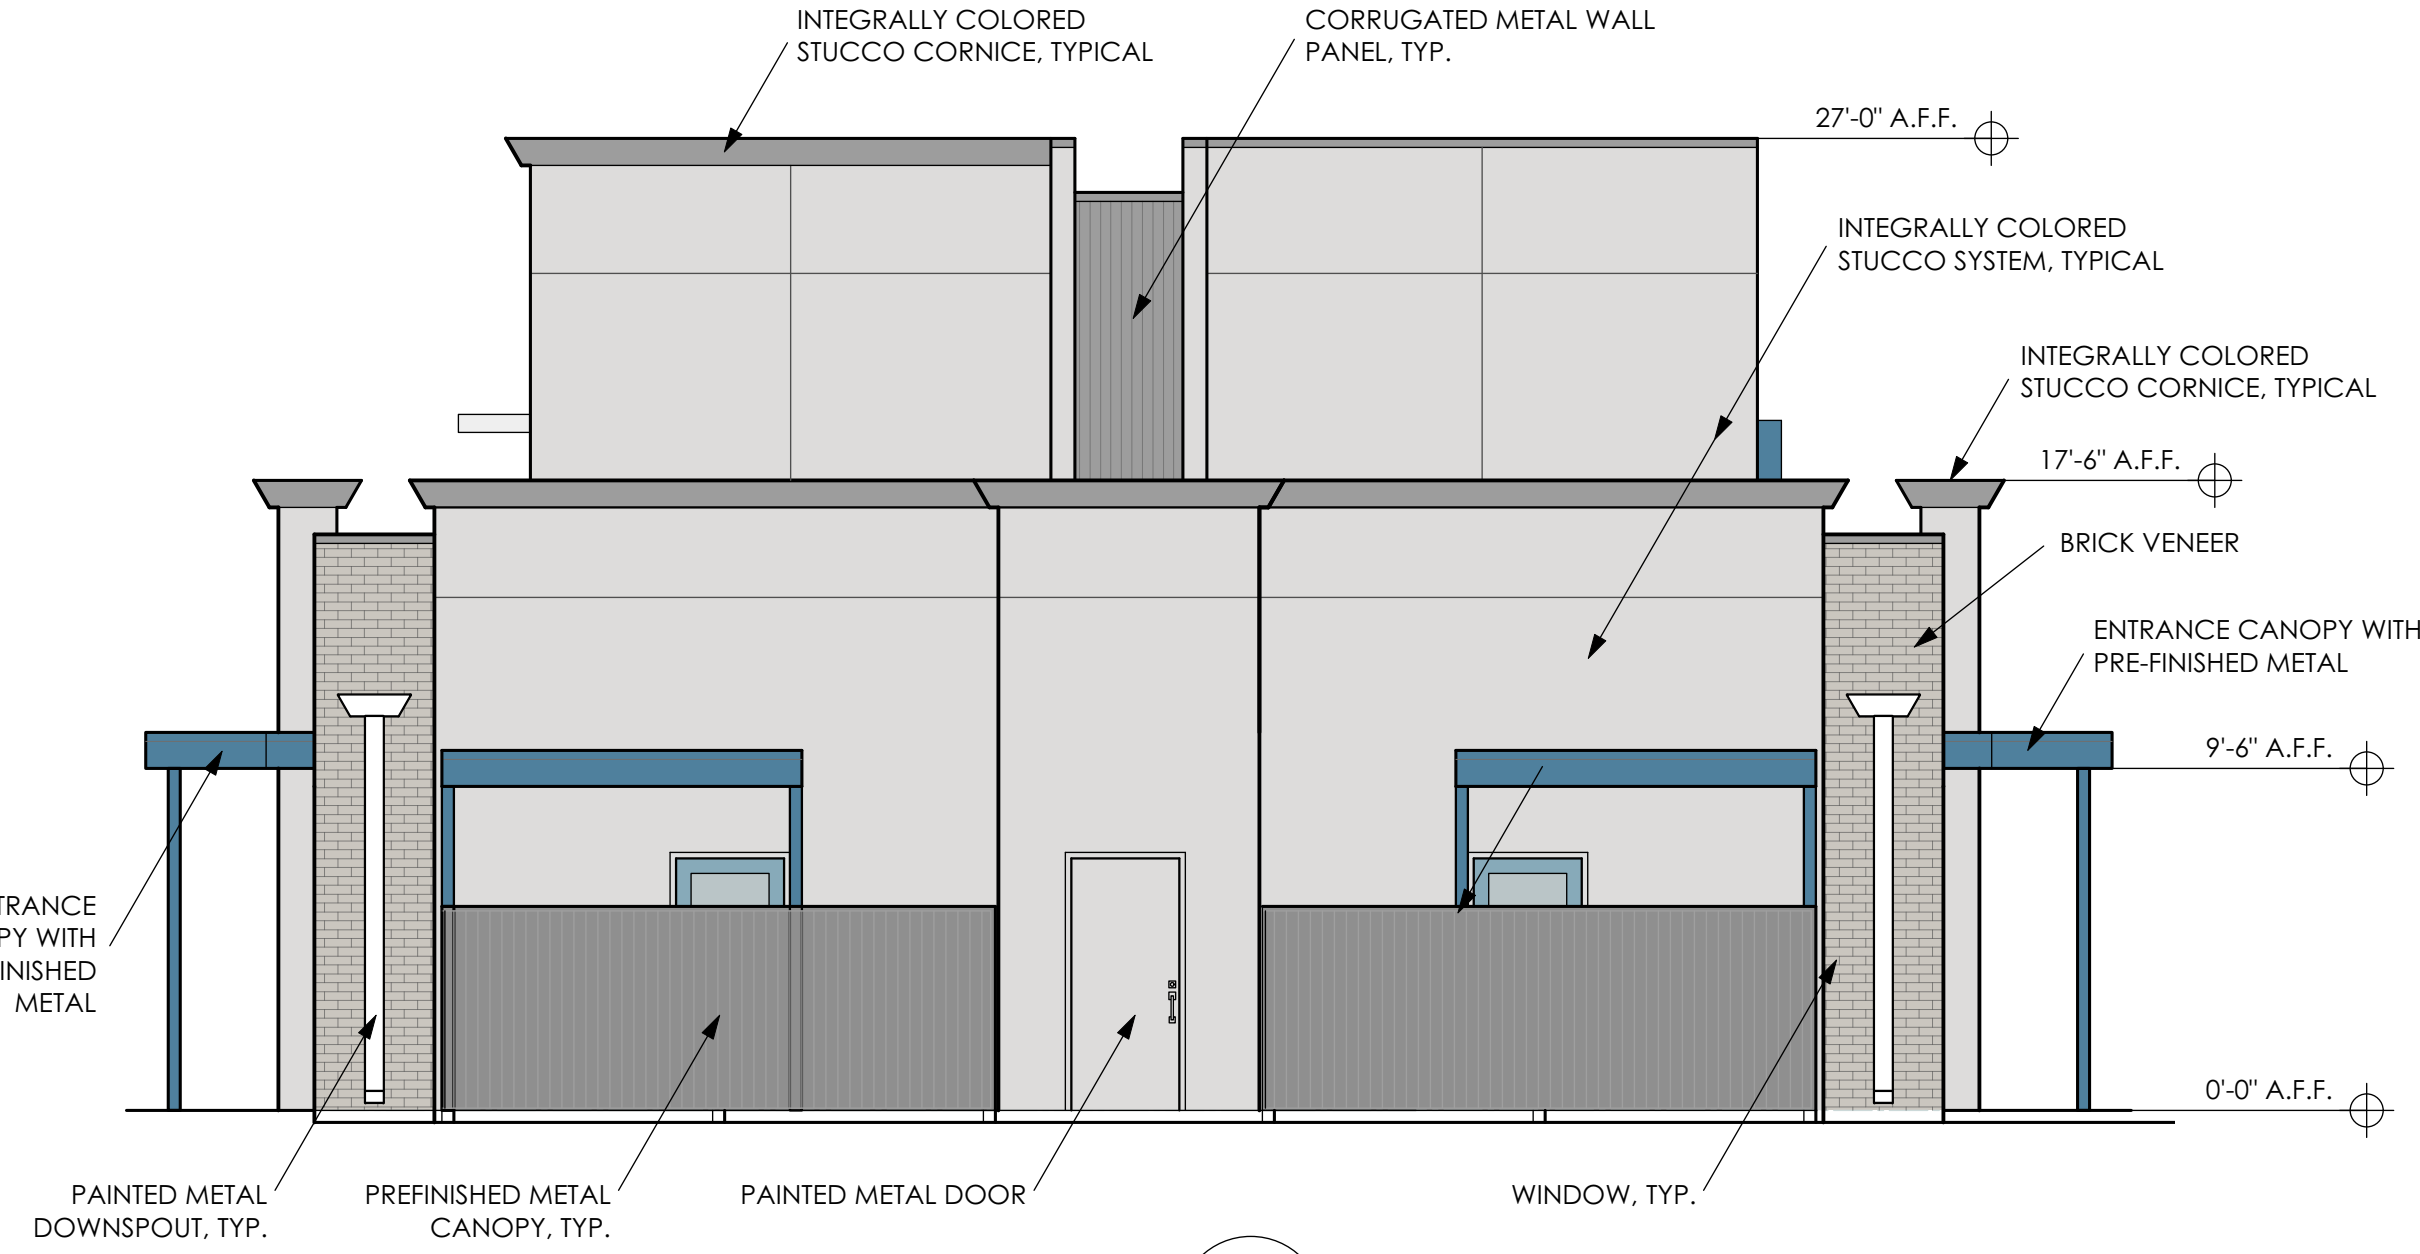 INTEGRALLY COLORED
STUCCO CORNICE, TYPICAL
CORRUGATED METAL WALL
PANEL, TYP.
27'-0" A.F.F.
INTEGRALLY COLORED
STUCCO SYSTEM, TYPICAL
INTEGRALLY COLORED
STUCCO CORNICE, TYPICAL
17'-6" A.F.F.
BRICK VENEER
ENTRANCE CANOPY WITH
PRE-FINISHED METAL
9'-6" A.F.F.
TRANCE
PY WITH
INISHED
METAL
0'-0" A.F.F.
PAINTED METAL
DOWNSPOUT, TYP.
PREFINISHED METAL
CANOPY, TYP.
PAINTED METAL DOOR
WINDOW, TYP.